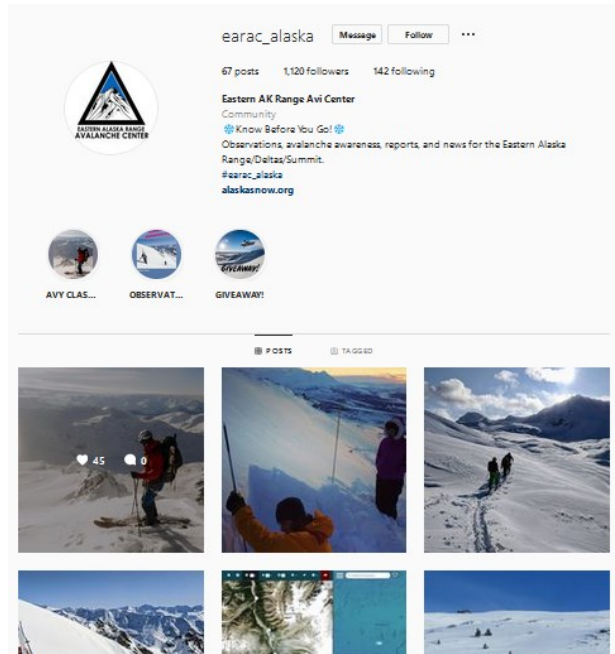 earac_alaska Message Follow
67 posts 1,120 followers 142 following
Eastern AK Range Avi Center
Community
❄️Know Before You Go!❄️
Observations, avalanche awareness, reports, and news for the Eastern Alaska
Range/Deltas/Summit.
#earac_alaska
alaskasnow.org
EASTERN ALASKA RANGE
AVALANCHE CENTER
GIVEAWAY!
AVY CLAS... OBSERVAT... GIVEAWAY!
POSTS TAGGED
45 0